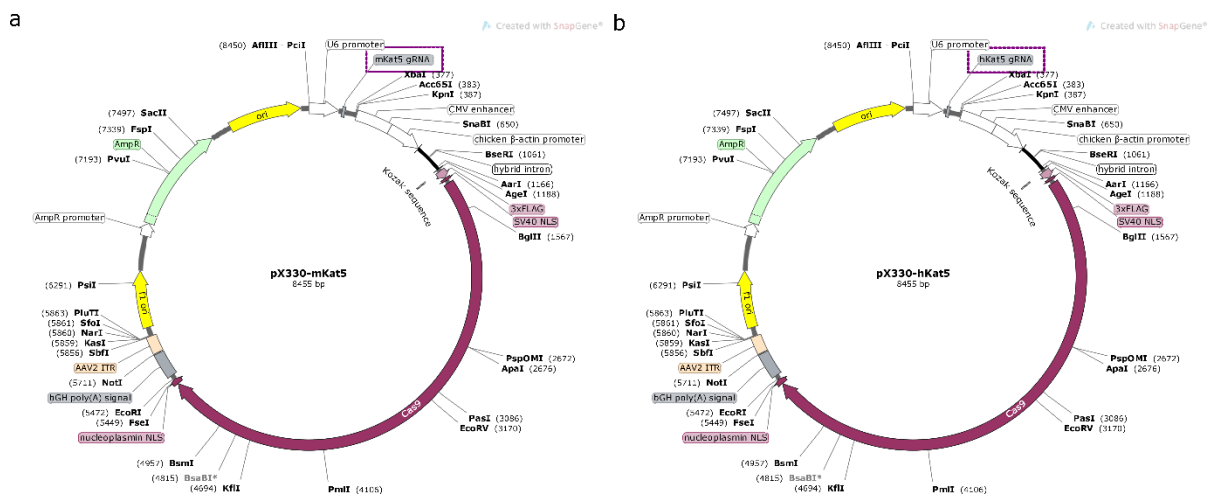 a
Created with SnapGene®
U6 promoter
(8450) AflIII - PciI
mKat5 gRNA
XbaI (377)
Acc65I (383)
KpnI (387)
CMV enhancer
SnaBI (650)
chicken β-actin promoter
BseRI (1061)
hybrid intron
AarI (1166)
AgeI (1188)
3xFLAG
SV40 NLS
BglII (1567)
Kozak sequence
(7497) SacII
(7339) FspI
AmpR
(7193) PvuI
ori
AmpR promoter
pX330-mKat5
8455 bp
(6291) PsiI
f1 ori
(5863) PluTI
(5861) SfoI
(5860) NarI
(5859) KasI
(5856) SbfI
AAV2 ITR
(5711) NotI
bGH poly(A) signal
(5472) EcoRI
(5449) FseI
nucleoplasmin NLS
(4957) BsmI
(4815) BsaBI*
(4694) KflI
PmlI (4106)
Cas9
PspOMI (2672)
ApaI (2676)
PasI (3086)
EcoRV (3170)
b
Created with SnapGene®
U6 promoter
(8450) AflIII - PciI
hKat5 gRNA
XbaI (377)
Acc65I (383)
KpnI (387)
CMV enhancer
SnaBI (650)
chicken β-actin promoter
BseRI (1061)
hybrid intron
AarI (1166)
AgeI (1188)
3xFLAG
SV40 NLS
BglII (1567)
Kozak sequence
(7497) SacII
(7339) FspI
AmpR
(7193) PvuI
ori
AmpR promoter
pX330-hKat5
8455 bp
(6291) PsiI
f1 ori
(5863) PluTI
(5861) SfoI
(5860) NarI
(5859) KasI
(5856) SbfI
AAV2 ITR
(5711) NotI
bGH poly(A) signal
(5472) EcoRI
(5449) FseI
nucleoplasmin NLS
(4957) BsmI
(4815) BsaBI*
(4694) KflI
PmlI (4106)
Cas9
PspOMI (2672)
ApaI (2676)
PasI (3086)
EcoRV (3170)